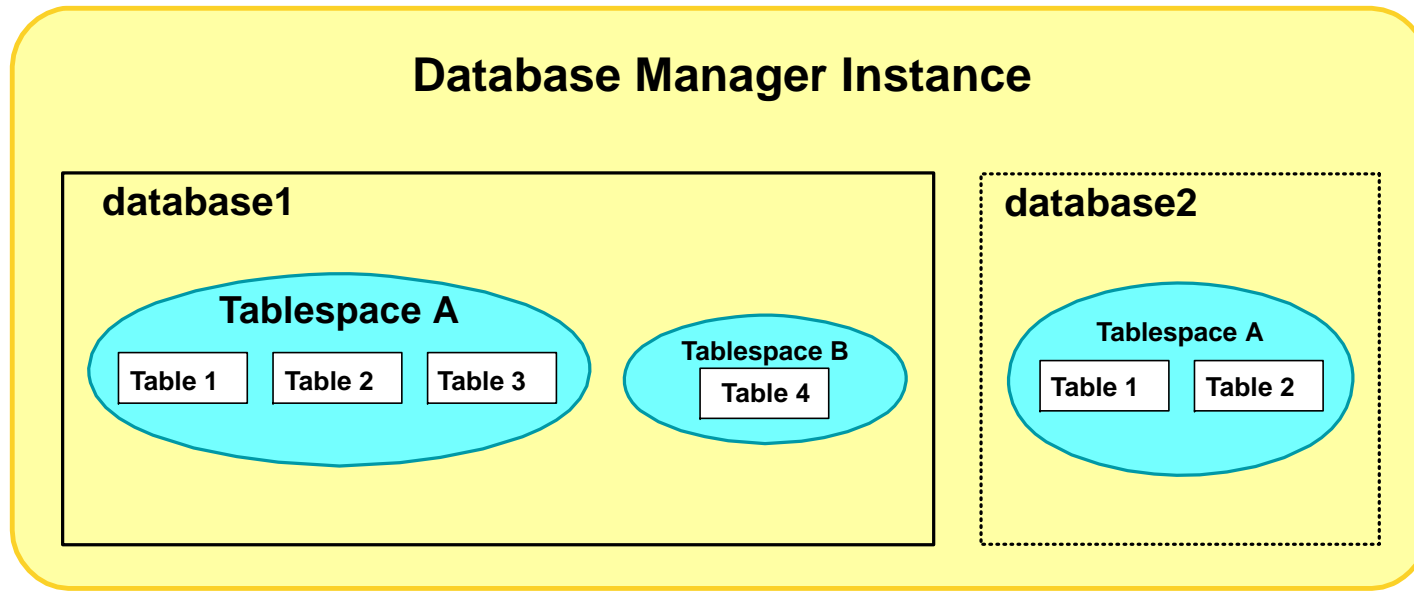 Database Manager Instance
database1
Tablespace A
Table 1
Table 2
Table 3
Tablespace B
Table 4
database2
Tablespace A
Table 1
Table 2